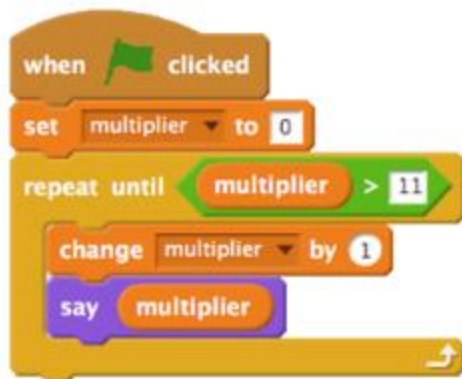 when clicked
set multiplier to 0
repeat until multiplier > 11
change multiplier by 1
say multiplier